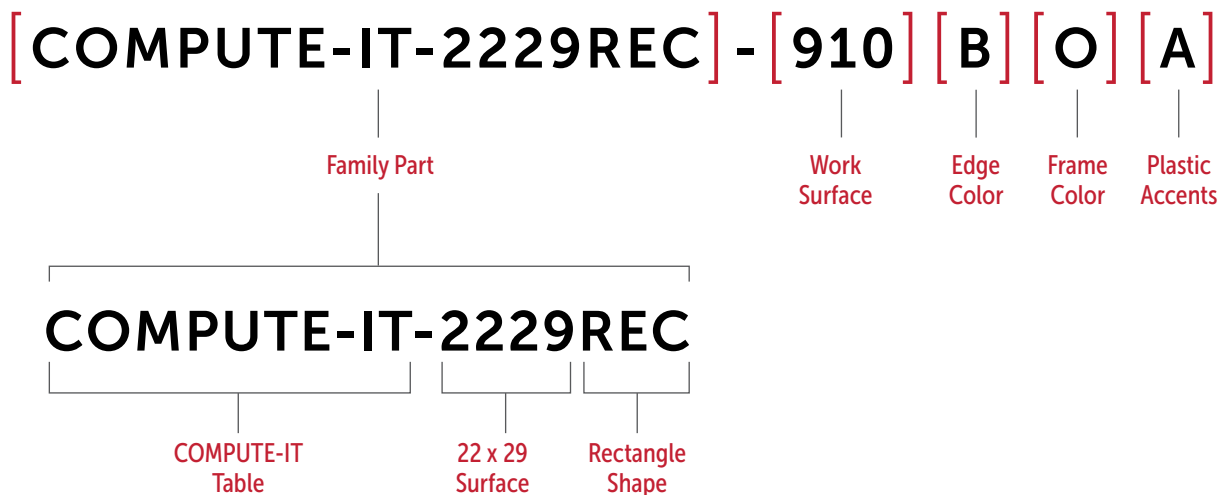 [COMPUTE-IT-2229REC] - [910] [B] [O] [A]
Family Part
Work Surface
Edge Color
Frame Color
Plastic Accents
COMPUTE-IT-2229REC
COMPUTE-IT Table
22 x 29 Surface
Rectangle Shape